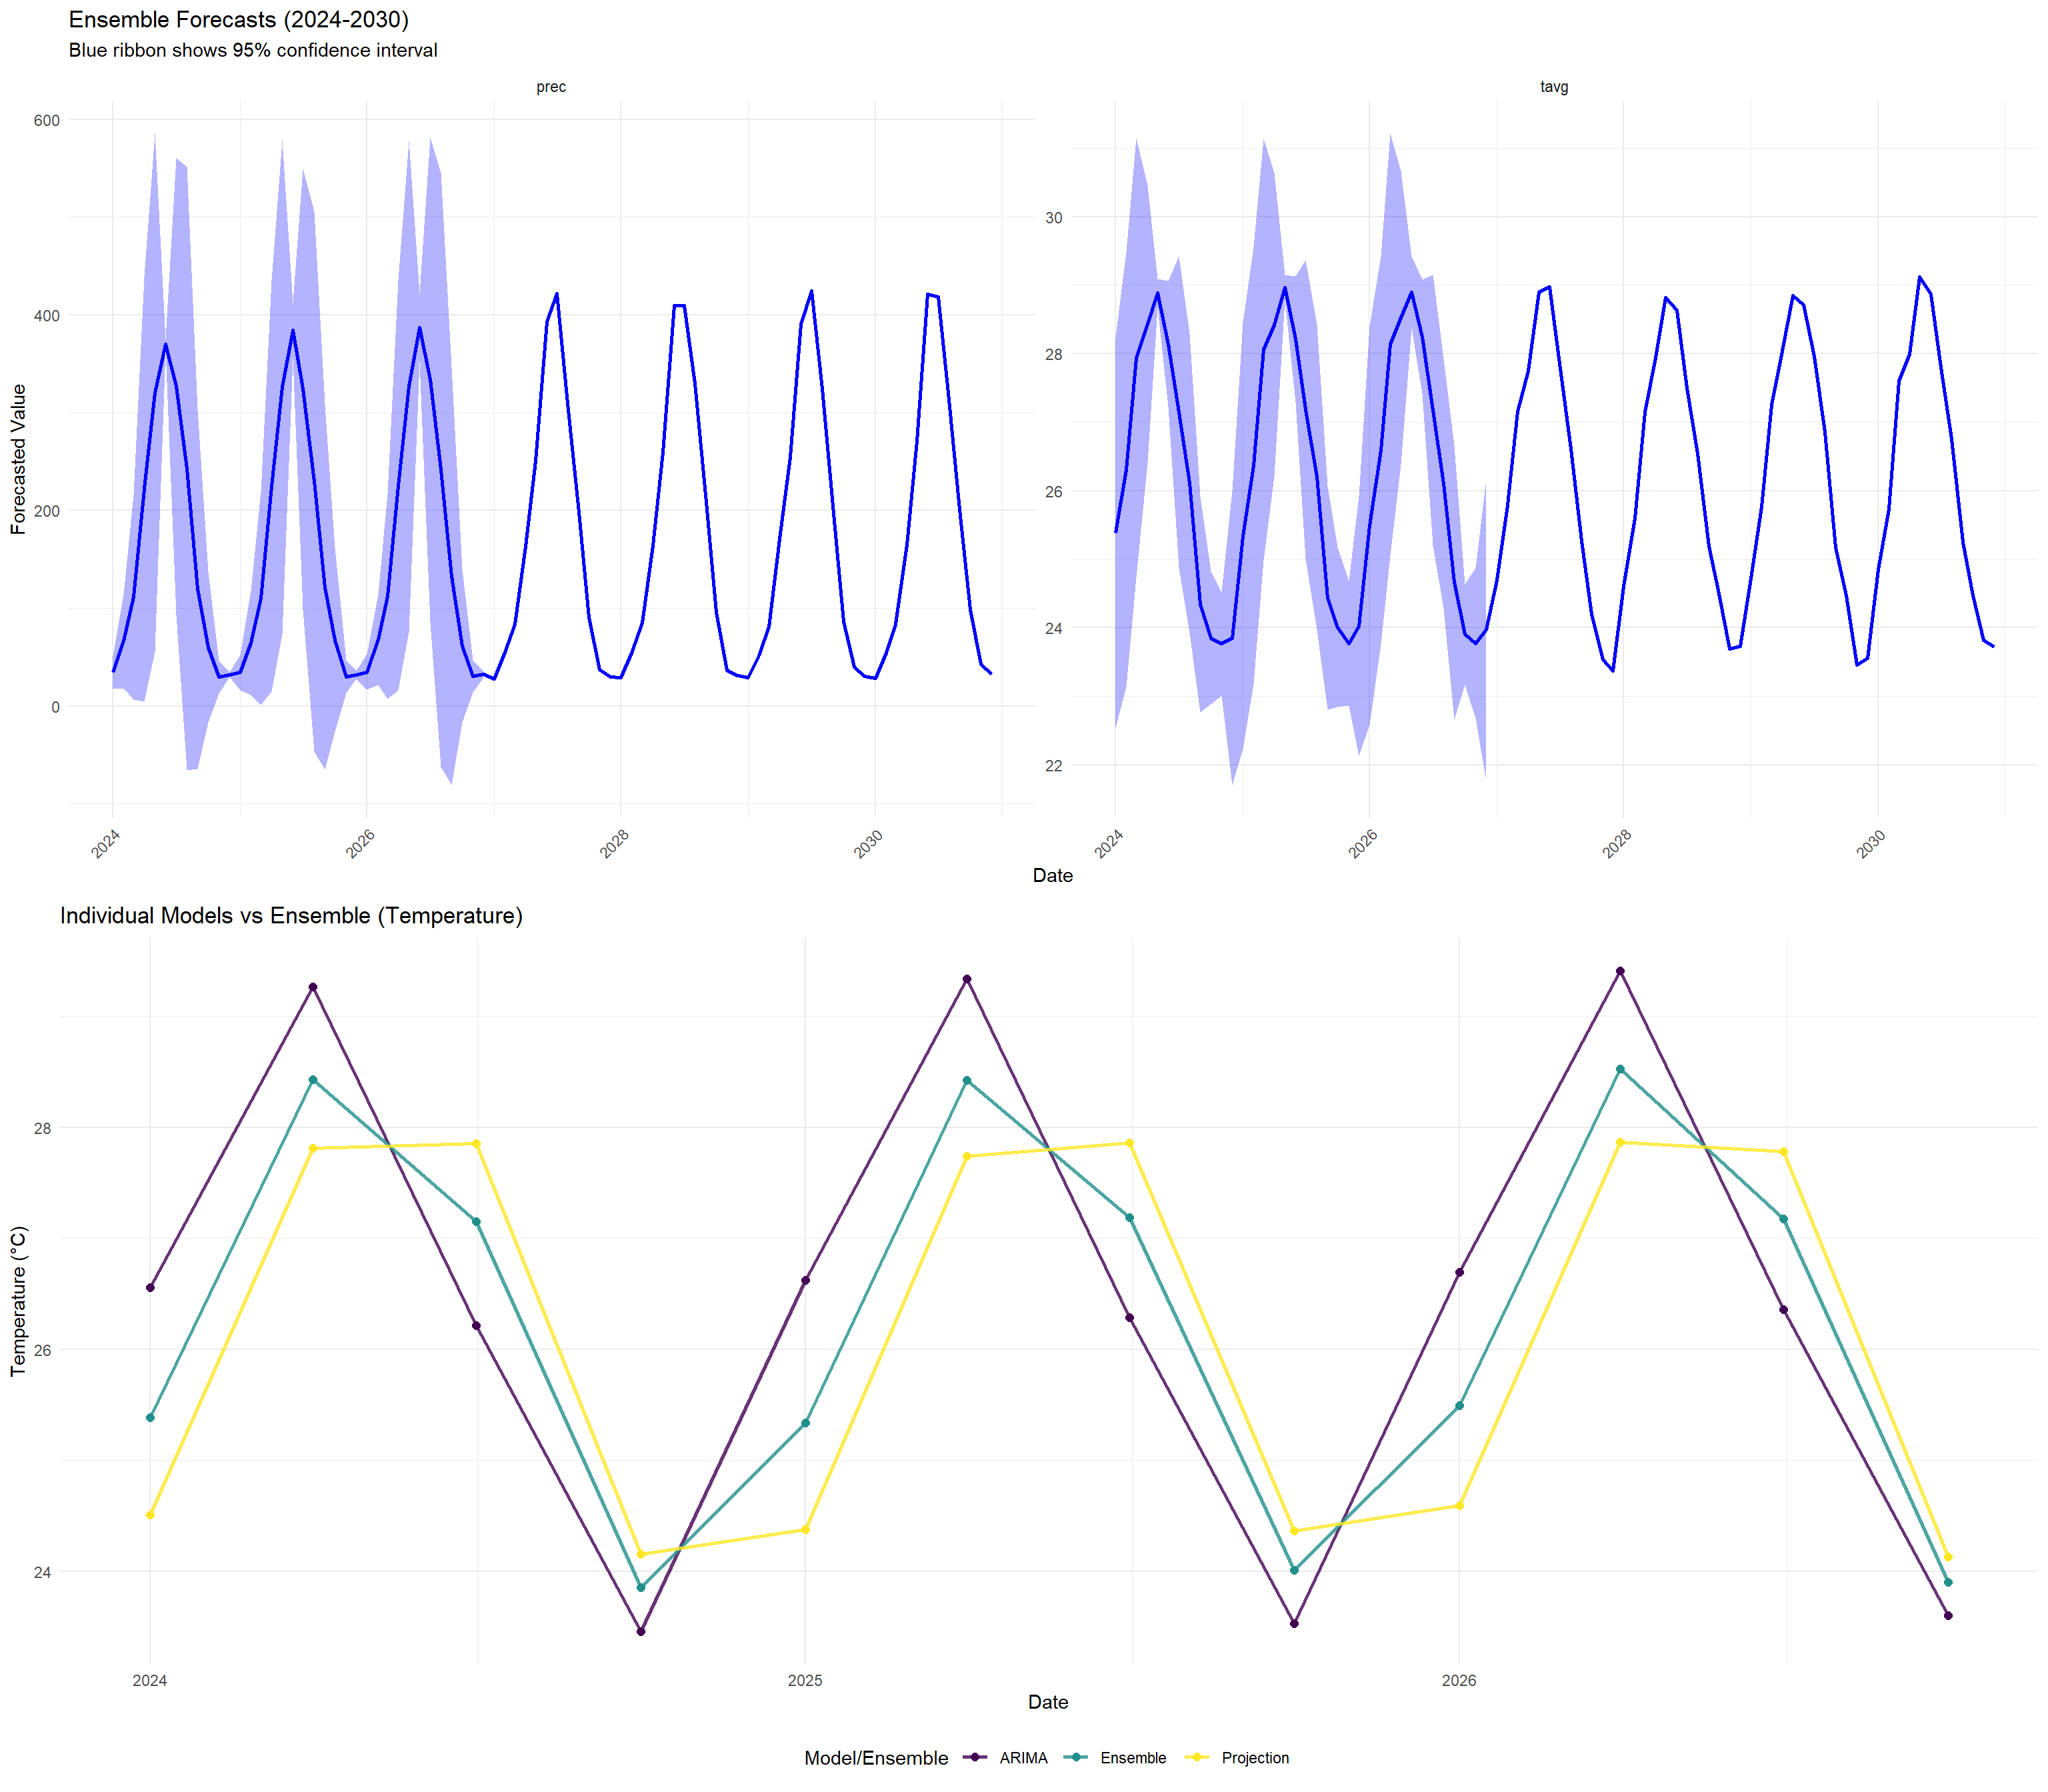 Ensemble Forecasts (2024-2030)
Blue ribbon shows 95% confidence interval
prec
tavg
Forecasted Value
600
400
200
0
30
28
26
24
22
2024
2026
2028
2030
2024
2026
2028
2030
Date
Individual Models vs Ensemble (Temperature)
Temperature (°C)
28
26
24
2024
2025
2026
Date
Model/Ensemble ARIMA Ensemble Projection